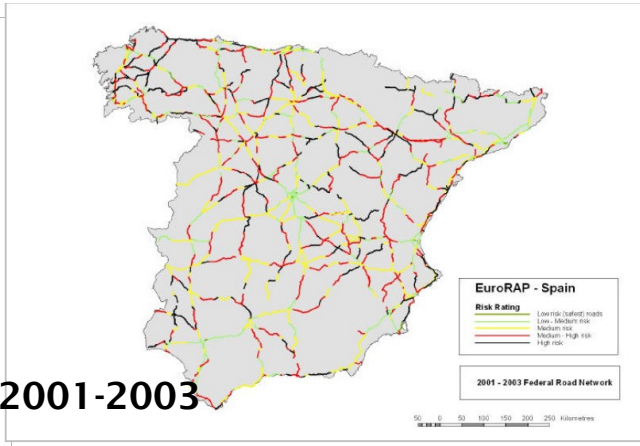 EuroRAP - Spain
Risk Rating
Low risk (safest) roads
Low - Medium risk
Medium risk
Medium - High risk
High risk
2001 - 2003 Federal Road Network
2001-2003
50 0 50 100 150 200 250 Kilometres